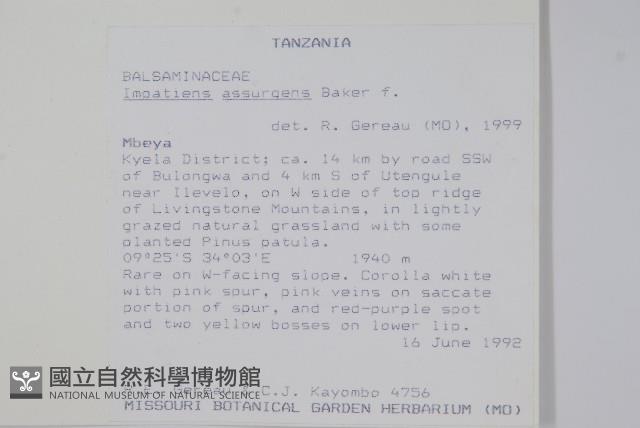 TANZANIA
BALSAMINACEAE
Impatiens assurgens Baker f.
det. R. Gereau (MO), 1999
Mbeya
Kyela District; ca. 14 km by road SSW
of Bulongwa and 4 km S of Utengule
near Ilevelo, on W side of top ridge
of Livingstone Mountains, in lightly
grazed natural grassland with some
planted Pinus patula.
09°25'S 34°03'E 1940 m
Rare on W-facing slope. Corolla white
with pink spur, pink veins on saccate
portion of spur, and red-purple spot
and two yellow bosses on lower lip.
16 June 1992
國立自然科學博物館
NATIONAL MUSEUM OF NATURAL SCIENCE
Gereau & C.J. Kayombo 4756
MISSOURI BOTANICAL GARDEN HERBARIUM (MO)